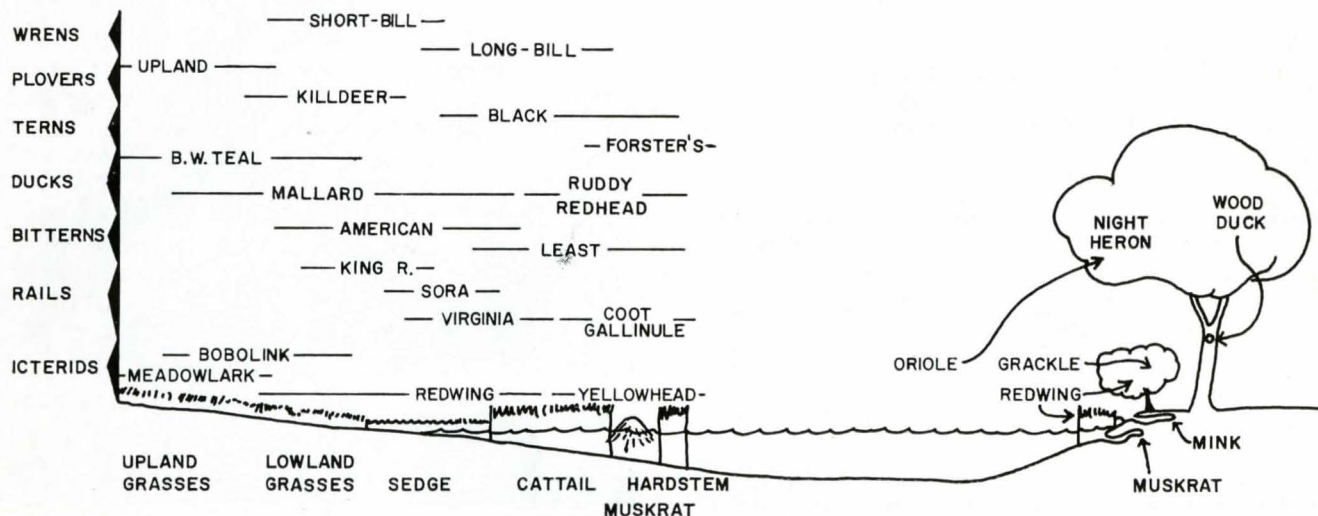 SHORT-BILL
WRENS
LONG-BILL
UPLAND
PLOVERS
KILLDEER
BLACK
TERNS
FORSTER'S
B.W. TEAL
DUCKS
MALLARD
RUDDY
REDHEAD
NIGHT
HERON
WOOD
DUCK
BITTERNS
AMERICAN
LEAST
KING R.
RAILS
SORA
VIRGINIA
COOT
GALLINULE
BOBOLINK
ICTERIDS
MEADOWLARK
ORIOLE
GRACKLE
REDWING
YELLOWHEAD
REDWING
MINK
UPLAND
GRASSES
LOWLAND
GRASSES
SEDGE
CATTAIL
HARDSTEM
MUSKRAT
MUSKRAT